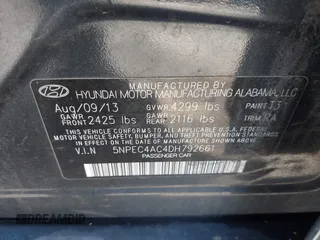 MANUFACTURED BY
HYUNDAI MOTOR MANUFACTURING ALABAMA, LLC
Aug/09/13 GVWR 4299 lbs PAINT T3
GAWR FRONT 2425 lbs GAWR REAR 2116 lbs TRIM RA
THIS VEHICLE CONFORMS TO ALL APPLICABLE U.S. FEDERAL MOTOR
VEHICLE SAFETY, BUMPER, AND THEFT PREVENTION STANDARDS
IN EFFECT ON THE DATE OF MANUFACTURE SHOWN ABOVE.
V.I.N 5NPEC4AC4DH792661
PASSENGER CAR
DREAMBID